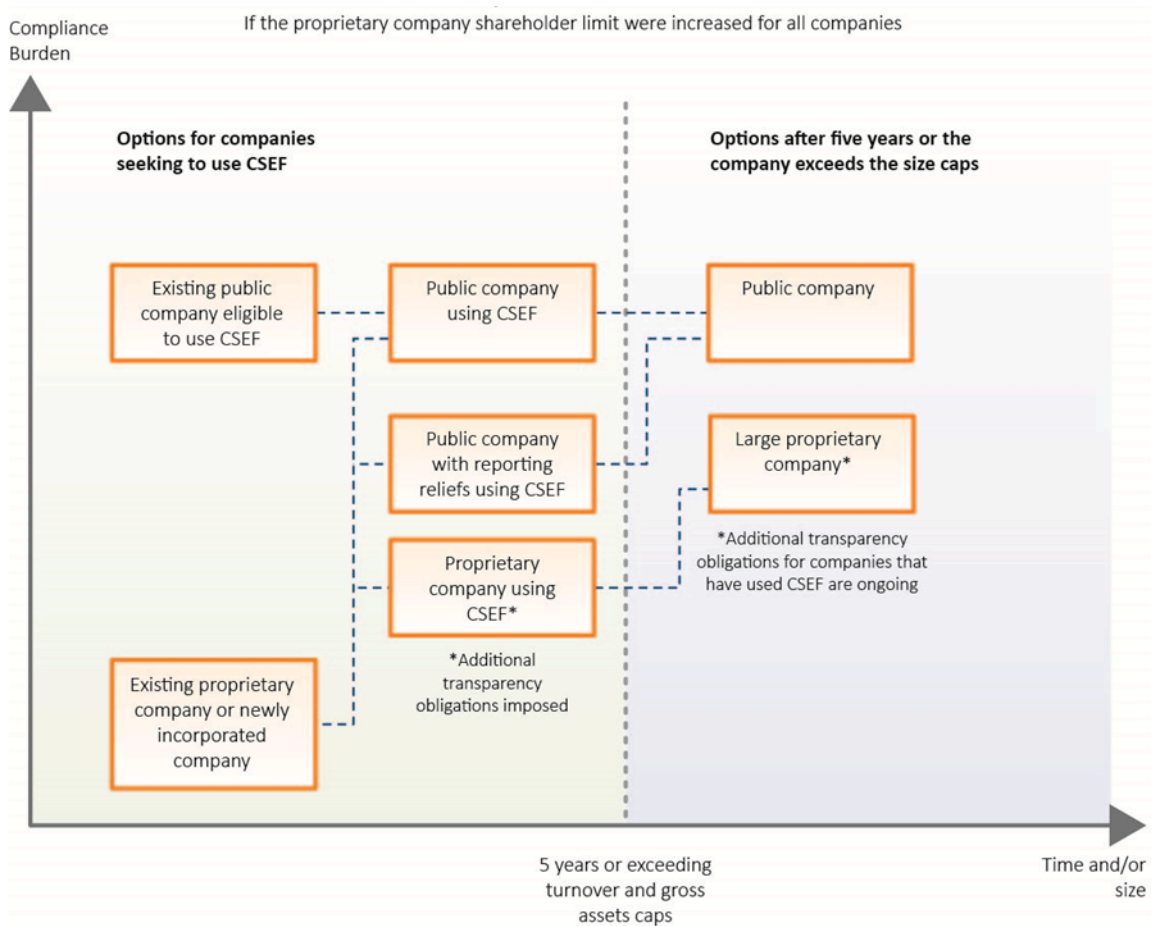 If the proprietary company shareholder limit were increased for all companies
Compliance
Burden
Options for companies
seeking to use CSEF
Options after five years or the
company exceeds the size caps
Existing public
company eligible
to use CSEF
Public company
using CSEF
Public company
Public company
with reporting
reliefs using CSEF
Large proprietary
company*
*Additional transparency
obligations for companies that
have used CSEF are ongoing
Proprietary
company using
CSEF*
*Additional
transparency
obligations imposed
Existing proprietary
company or newly
incorporated
company
5 years or exceeding
turnover and gross
assets caps
Time and/or
size